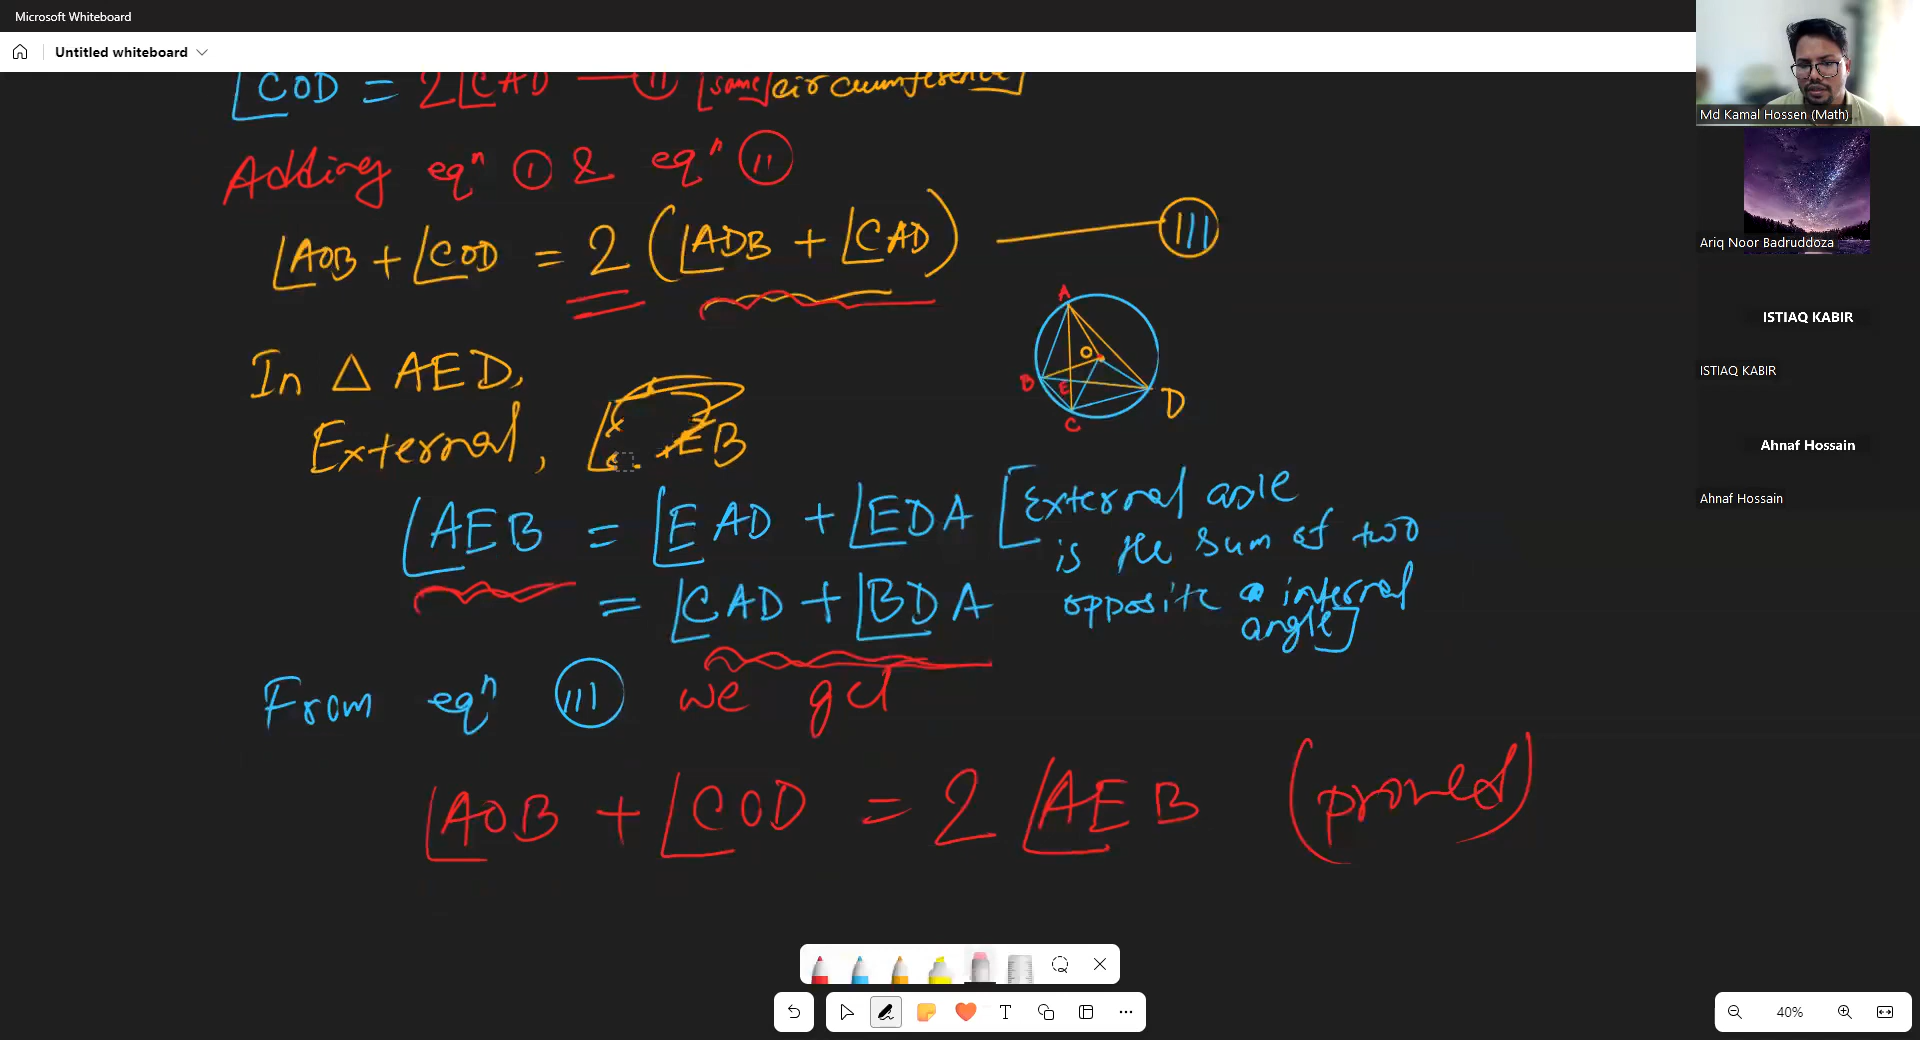 Microsoft Whiteboard
Untitled whiteboard
∠COD = 2∠CAD — II [same circumference]
Adding eqⁿ I & eqⁿ II
∠AOB + ∠COD = 2 (∠ADB + ∠CAD) — III
In △ AED,
External, ∠AEB
A
O
B
E
D
C
∠AEB = ∠EAD + ∠EDA [External
is the sum of two
= ∠CAD + ∠BDA
opposite internal
angle]
From eqⁿ III we get
∠AOB + ∠COD = 2 ∠AEB (proved)
Md Kamal Hossen (Math)
Ariq Noor Badruddoza
ISTIAQ KABIR
ISTIAQ KABIR
Ahnaf Hossain
Ahnaf Hossain
40%